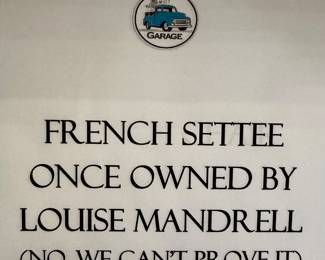 GARAGE
FRENCH SETTEE
ONCE OWNED BY
LOUISE MANDRELL
(NO, WE CAN'T PROVE IT)